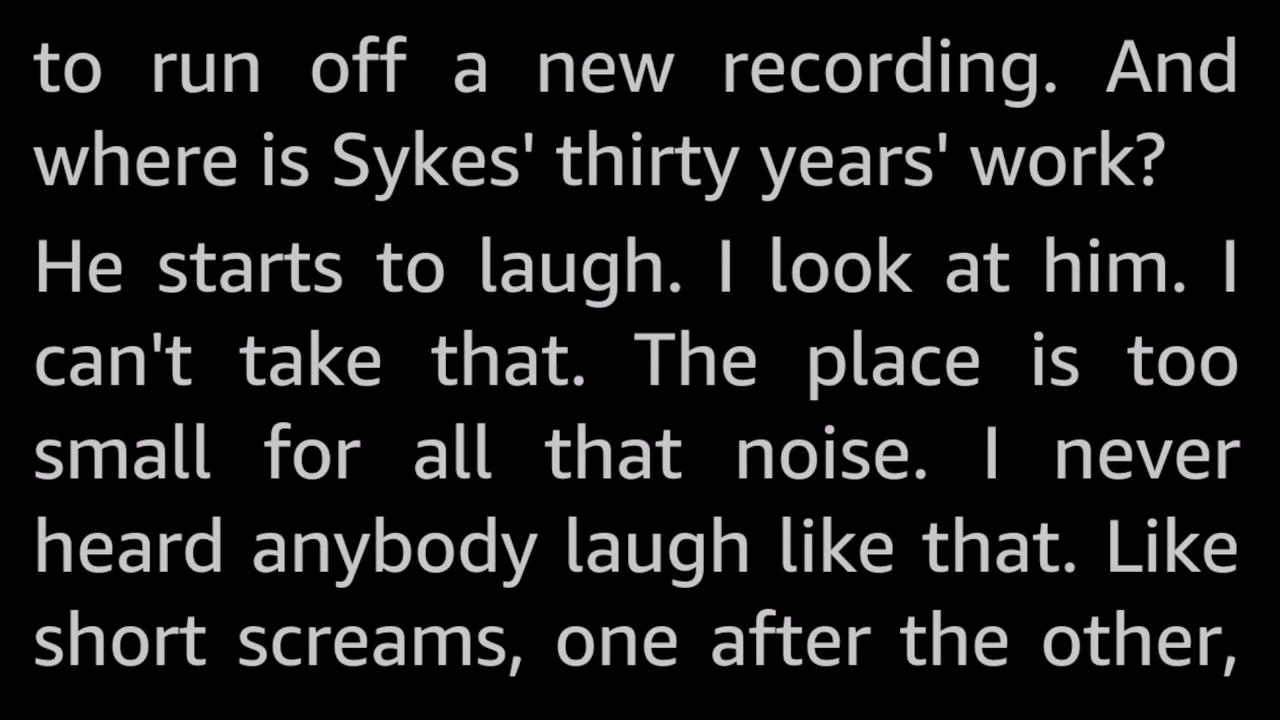 to run off a new recording. And
where is Sykes' thirty years' work?
He starts to laugh. I look at him. I
can't take that. The place is too
small for all that noise. I never
heard anybody laugh like that. Like
short screams, one after the other,